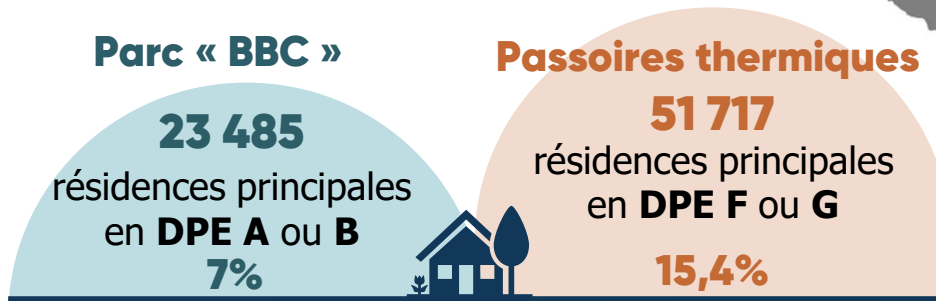 Parc « BBC »
23 485
résidences principales
en DPE A ou B
7%
Passoires thermiques
51 717
résidences principales
en DPE F ou G
15,4%